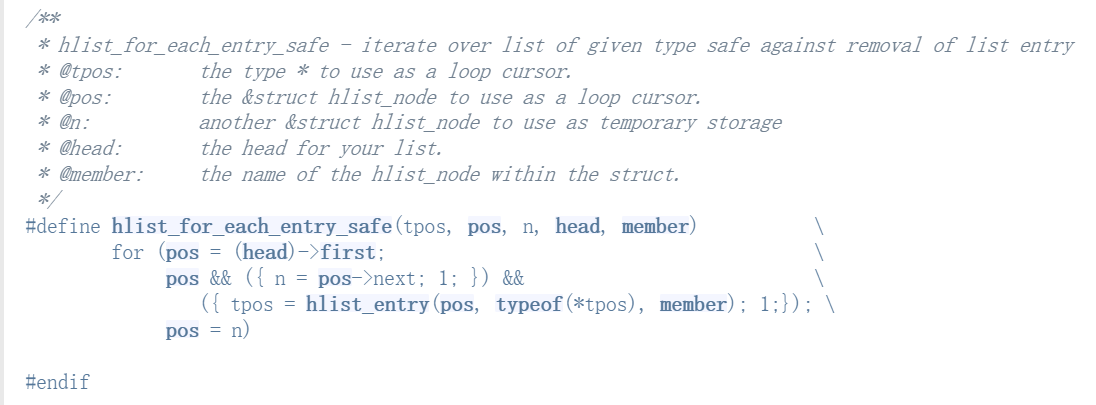 /**
 * hlist_for_each_entry_safe - iterate over list of given type safe against removal of list entry
 * @tpos:       the type * to use as a loop cursor.
 * @pos:        the &struct hlist_node to use as a loop cursor.
 * @n:          another &struct hlist_node to use as temporary storage
 * @head:       the head for your list.
 * @member:     the name of the hlist_node within the struct.
 */
#define hlist_for_each_entry_safe(tpos, pos, n, head, member)            \
        for (pos = (head)->first;                                        \
             pos && ({ n = pos->next; 1; }) &&                           \
                ({ tpos = hlist_entry(pos, typeof(*tpos), member); 1;}); \
             pos = n)

#endif